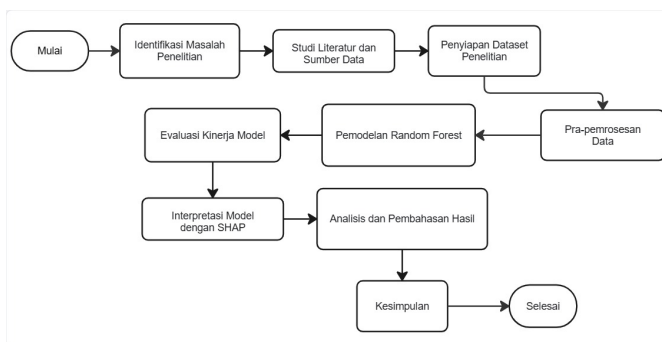 Mulai
Identifikasi Masalah
Penelitian
Studi Literatur dan
Sumber Data
Penyiapan Dataset
Penelitian
Pra-pemrosesan
Data
Pemodelan Random Forest
Evaluasi Kinerja Model
Interpretasi Model
dengan SHAP
Analisis dan Pembahasan Hasil
Kesimpulan
Selesai